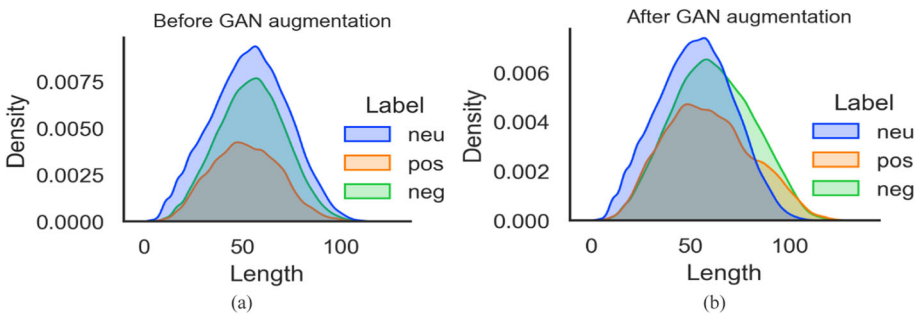 Before GAN augmentation
Density
0.0075
0.0050
0.0025
0.0000
0
50
100
Length
Label
neu
pos
neg
(a)
After GAN augmentation
Density
0.006
0.004
0.002
0.000
0
50
100
Length
Label
neu
pos
neg
(b)